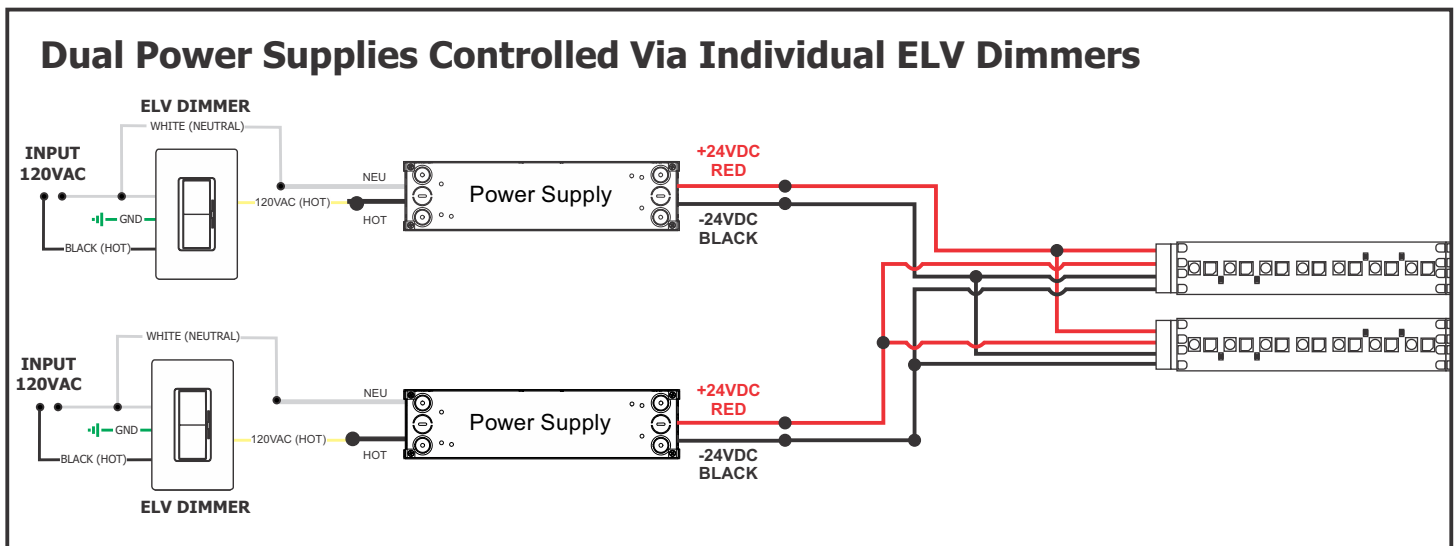 Dual Power Supplies Controlled Via Individual ELV Dimmers
ELV DIMMER
WHITE (NEUTRAL)
INPUT
120VAC
GND
BLACK (HOT)
120VAC (HOT)
NEU
HOT
Power Supply
+24VDC
RED
-24VDC
BLACK
WHITE (NEUTRAL)
INPUT
120VAC
GND
BLACK (HOT)
120VAC (HOT)
NEU
HOT
Power Supply
+24VDC
RED
-24VDC
BLACK
ELV DIMMER